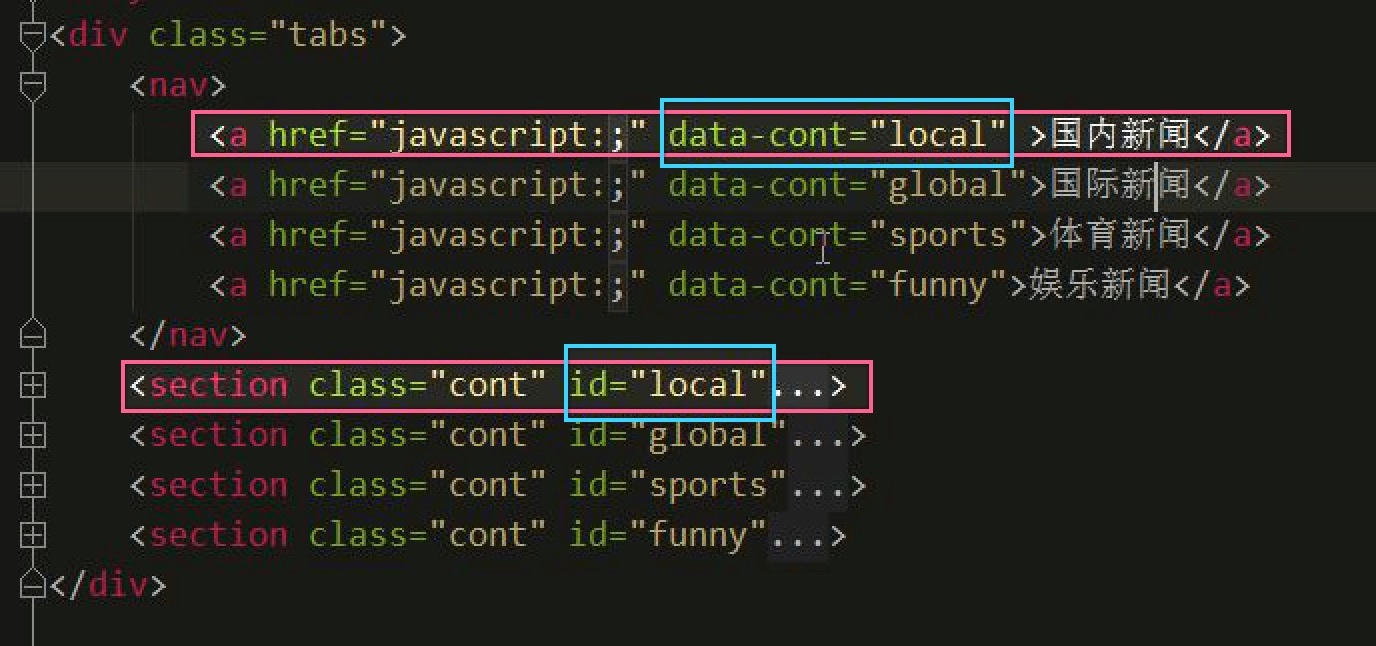 <div class="tabs">
<nav>
<a href="javascript:;" data-cont="local" >国内新闻</a>
<a href="javascript:;" data-cont="global">国际新闻</a>
<a href="javascript:;" data-cont="sports">体育新闻</a>
<a href="javascript:;" data-cont="funny">娱乐新闻</a>
</nav>
<section class="cont" id="local"...>
<section class="cont" id="global"...>
<section class="cont" id="sports"...>
<section class="cont" id="funny"...>
</div>